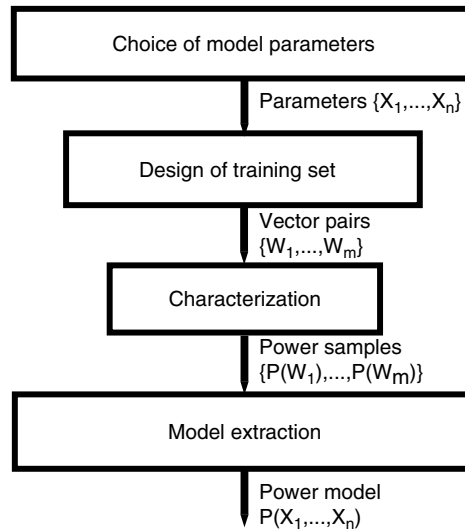 Choice of model parameters
Parameters {X₁,...,Xₙ}
Design of training set
Vector pairs
{W₁,...,Wₘ}
Characterization
Power samples
{P(W₁),...,P(Wₘ)}
Model extraction
Power model
P(X₁,...,Xₙ)